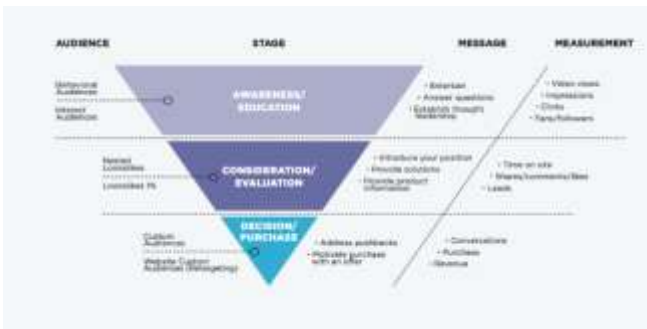 AUDIENCE
STAGE
MESSAGE
MEASUREMENT
Behavioral
Audiences
Interest
Audiences
AWARENESS/
EDUCATION
• Entertain
• Answer questions
• Establish thought
leadership
• Video views
• Impressions
• Clicks
• Fans/followers
Nested
Lookalikes
Lookalikes 1%
CONSIDERATION/
EVALUATION
• Introduce your position
• Provide solutions
• Provide product
information
• Time on site
• Shares/comments/likes
• Leads
Custom
Audiences
Website Custom
Audiences (Retargeting)
DECISION/
PURCHASE
• Address pushbacks
• Motivate purchase
with an offer
• Purchase
• Revenue